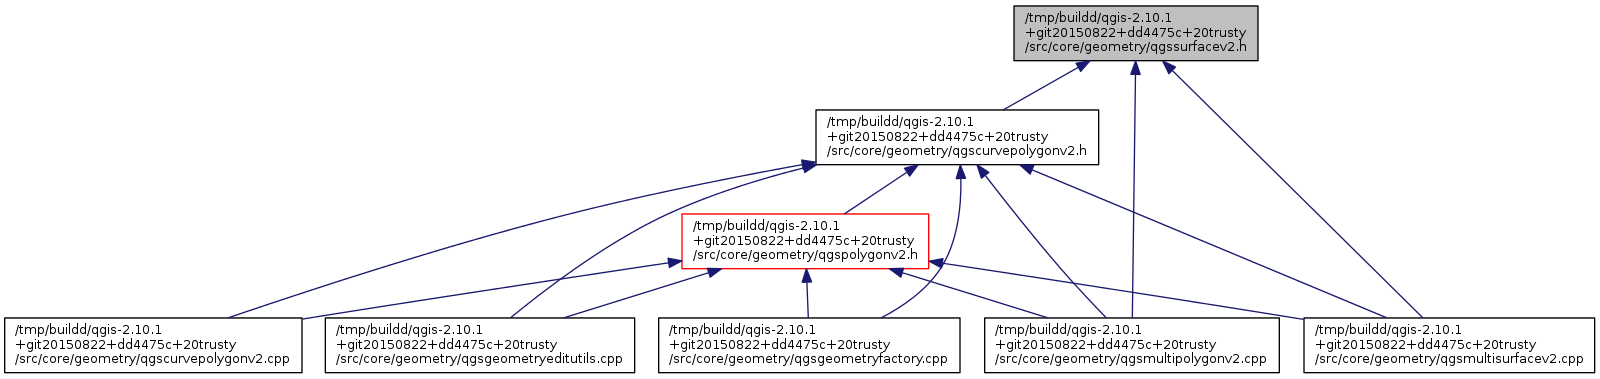 /tmp/buildd/qgis-2.10.1
+git20150822+dd4475c+20trusty
/src/core/geometry/qgssurfacev2.h
/tmp/buildd/qgis-2.10.1
+git20150822+dd4475c+20trusty
/src/core/geometry/qgscurvepolygonv2.h
/tmp/buildd/qgis-2.10.1
+git20150822+dd4475c+20trusty
/src/core/geometry/qgspolygonv2.h
/tmp/buildd/qgis-2.10.1
+git20150822+dd4475c+20trusty
/src/core/geometry/qgscurvepolygonv2.cpp
/tmp/buildd/qgis-2.10.1
+git20150822+dd4475c+20trusty
/src/core/geometry/qgsgeometryeditutils.cpp
/tmp/buildd/qgis-2.10.1
+git20150822+dd4475c+20trusty
/src/core/geometry/qgsgeometryfactory.cpp
/tmp/buildd/qgis-2.10.1
+git20150822+dd4475c+20trusty
/src/core/geometry/qgsmultipolygonv2.cpp
/tmp/buildd/qgis-2.10.1
+git20150822+dd4475c+20trusty
/src/core/geometry/qgsmultisurfacev2.cpp